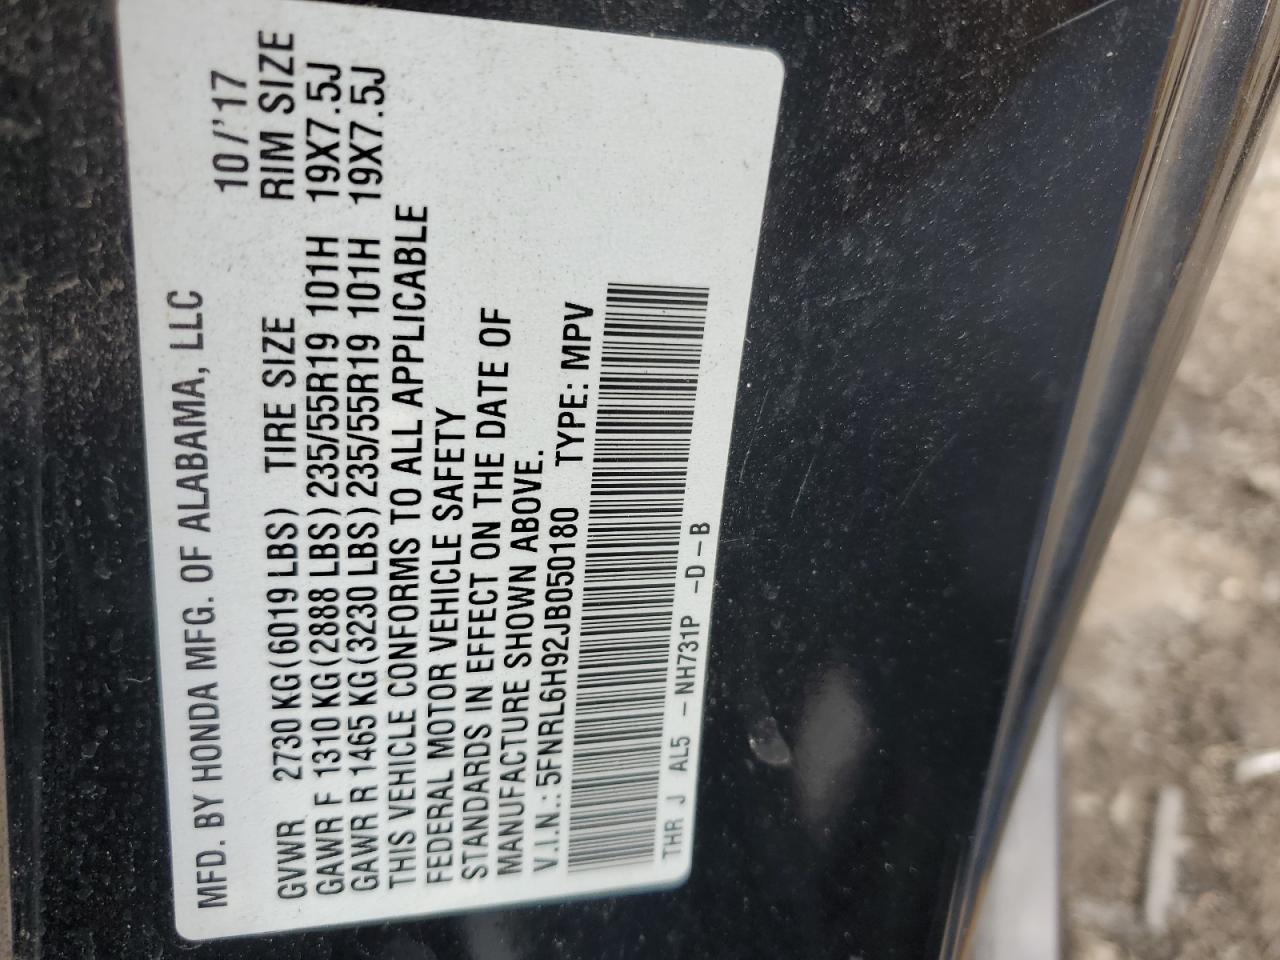 MFD. BY HONDA MFG. OF ALABAMA, LLC 10/'17
GVWR 2730 KG(6019 LBS) TIRE SIZE RIM SIZE
GAWR F 1310 KG(2888 LBS) 235/55R19 101H 19X7.5J
GAWR R 1465 KG(3230 LBS) 235/55R19 101H 19X7.5J
THIS VEHICLE CONFORMS TO ALL APPLICABLE
FEDERAL MOTOR VEHICLE SAFETY
STANDARDS IN EFFECT ON THE DATE OF
MANUFACTURE SHOWN ABOVE.
V.I.N.: 5FNRL6H92JB050180 TYPE: MPV
THR J AL5 -NH731P -D-B